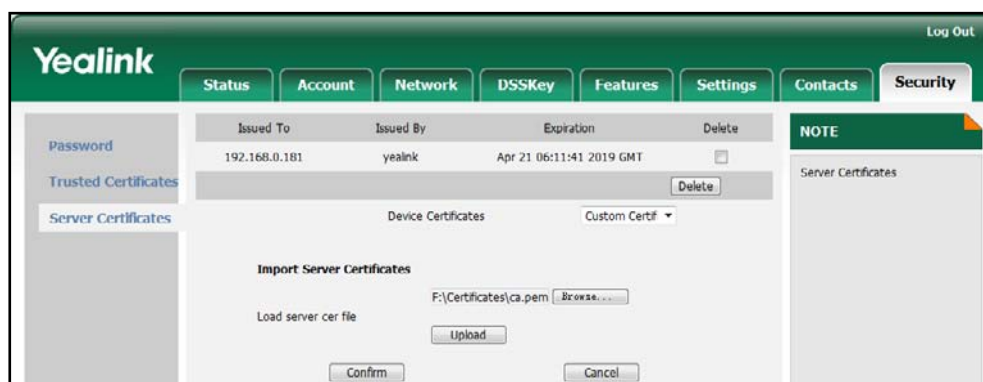 Log Out
Yealink
Status Account Network DSSKey Features Settings Contacts Security
Password
Trusted Certificates
Server Certificates
Issued To Issued By Expiration Delete
192.168.0.181 yealink Apr 21 06:11:41 2019 GMT
Delete
Device Certificates Custom Certif
Import Server Certificates
F:\Certificates\ca.pem Browse...
Load server cer file
Upload
Confirm Cancel
NOTE
Server Certificates